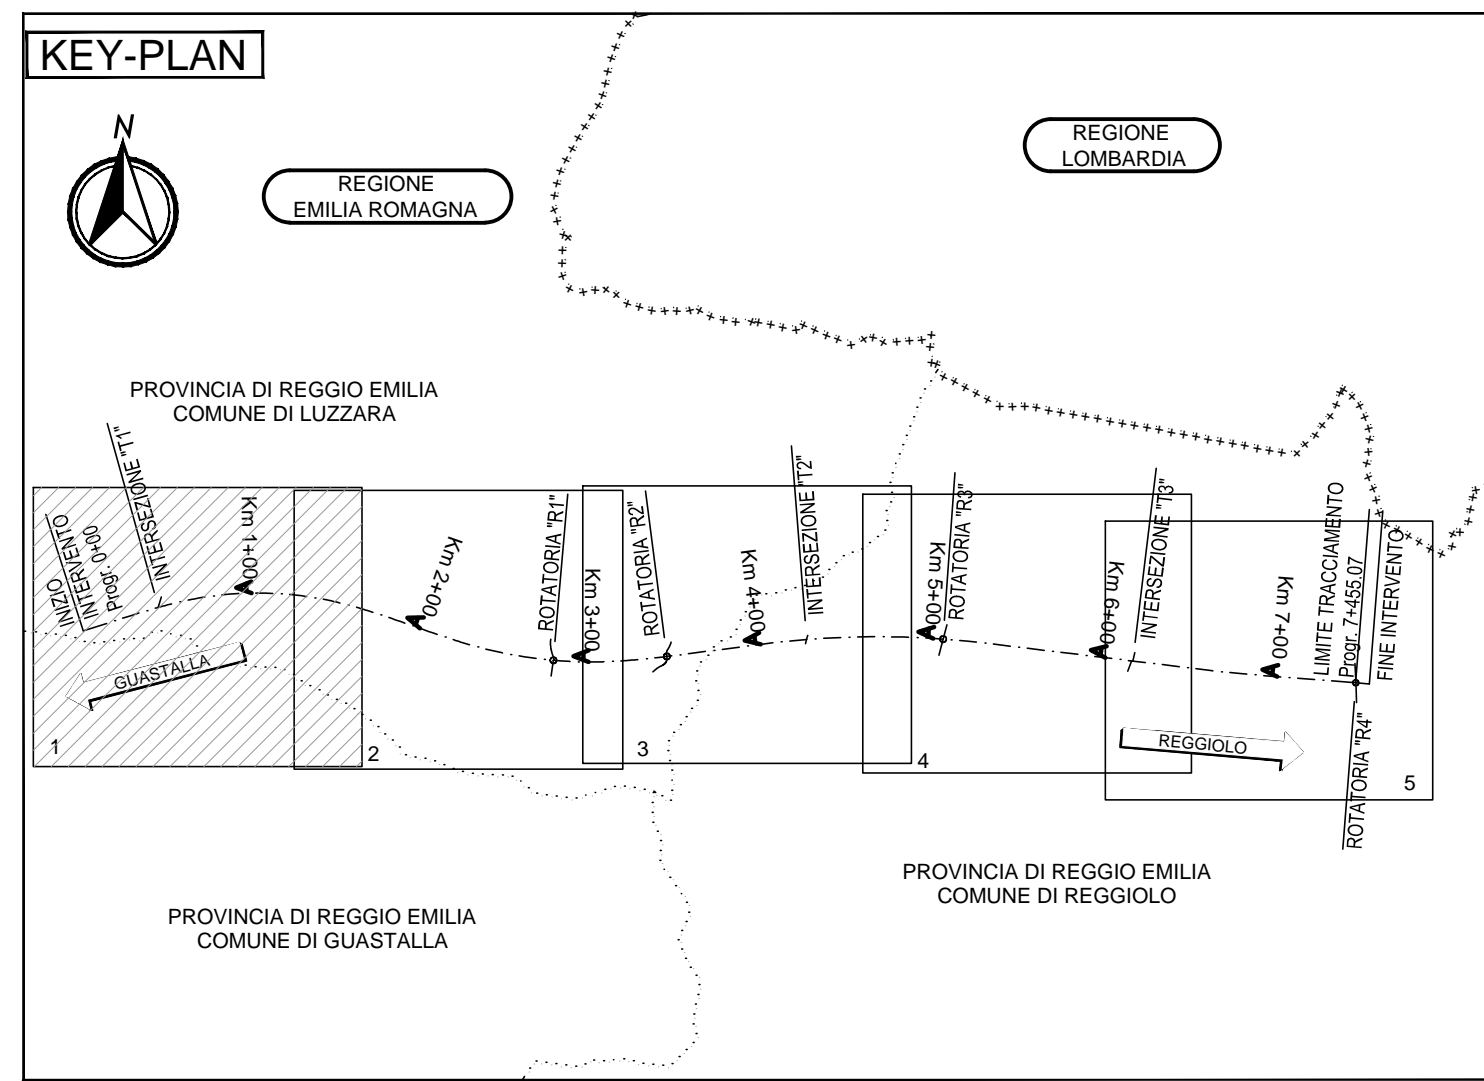 KEY-PLAN
N
REGIONE
EMILIA ROMAGNA
REGIONE
LOMBARDIA
PROVINCIA DI REGGIO EMILIA
COMUNE DI LUZZARA
INIZIO
INTERVENTO
Progr. 0+00
INTERSEZIONE "T1"
Km 1+00
Km 2+00
ROTATORIA "R1"
Km 3+00
ROTATORIA "R2"
Km 4+00
INTERSEZIONE "T2"
Km 5+00
ROTATORIA "R3"
Km 6+00
INTERSEZIONE "T3"
Km 7+00
LIMITE TRACCIAMENTO
Progr. 7+455.07
FINE INTERVENTO
ROTATORIA "R4"
GUASTALLA
REGGIOLO
1
2
3
4
5
PROVINCIA DI REGGIO EMILIA
COMUNE DI REGGIOLO
PROVINCIA DI REGGIO EMILIA
COMUNE DI GUASTALLA